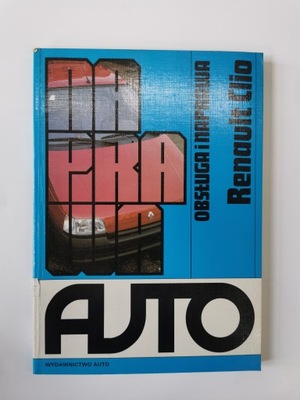 NA
PRA
WA
OBSŁUGA i NAPRAWA
Renault Clio
AUTO
WYDAWNICTWO AUTO